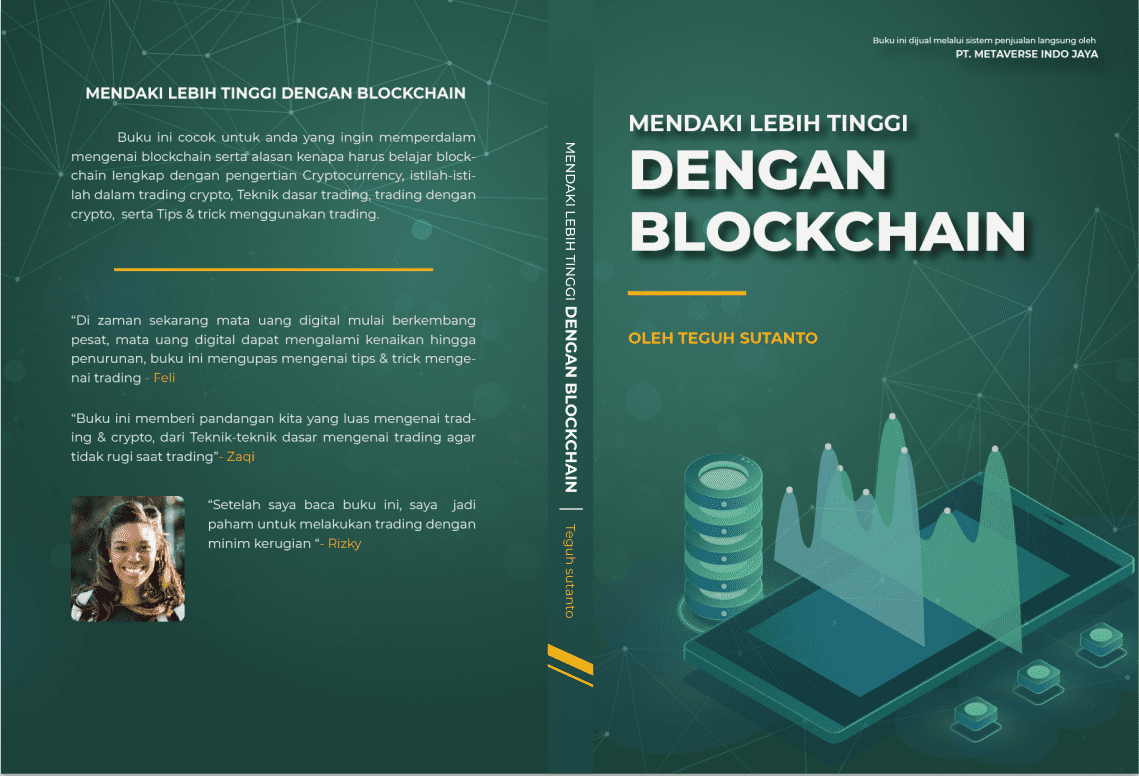 MENDAKI LEBIH TINGGI DENGAN BLOCKCHAIN
Buku ini cocok untuk anda yang ingin memperdalam
mengenai blockchain serta alasan kenapa harus belajar block-
chain lengkap dengan pengertian Cryptocurrency, istilah-isti-
lah dalam trading crypto, Teknik dasar trading, trading dengan
crypto,  serta Tips & trick menggunakan trading.
“Di zaman sekarang mata uang digital mulai berkembang
pesat, mata uang digital dapat mengalami kenaikan hingga
penurunan, buku ini mengupas mengenai tips & trick menge-
nai trading - Feli
“Buku ini memberi pandangan kita yang luas mengenai trad-
ing & crypto, dari Teknik-teknik dasar mengenai trading agar
tidak rugi saat trading”- Zaqi
“Setelah saya baca buku ini, saya  jadi
paham untuk melakukan trading dengan
minim kerugian “- Rizky
MENDAKI LEBIH TINGGI DENGAN BLOCKCHAIN | Teguh sutanto
Buku ini dijual melalui sistem penjualan langsung oleh
PT. METAVERSE INDO JAYA
MENDAKI LEBIH TINGGI
DENGAN
BLOCKCHAIN
OLEH TEGUH SUTANTO